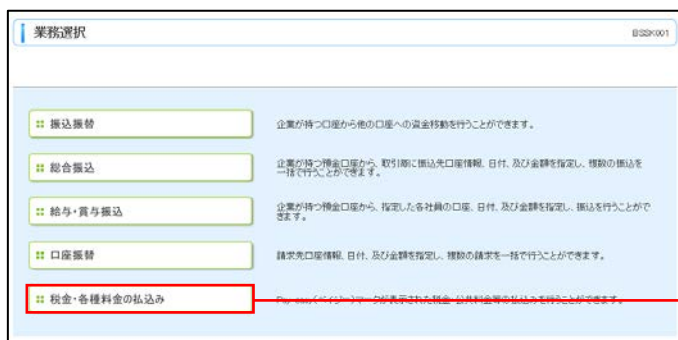 業務選択
BSSK001
振込振替
企業が持つ口座から他の口座への資金移動を行うことができます。
総合振込
企業が持つ預金口座から、取引順に振込先口座情報、日付、及び金額を指定し、複数の振込を
一括で行うことができます。
給与・賞与振込
企業が持つ預金口座から、指定した各社員の口座、日付、及び金額を指定し、振込を行うことがで
きます。
口座振替
請求先口座情報、日付、及び金額を指定し、複数の請求を一括で行うことができます。
税金・各種料金の払込み
Pay-easy(ペイジー)マークが表示された税金・公共料金等の払込みを行うことができます。